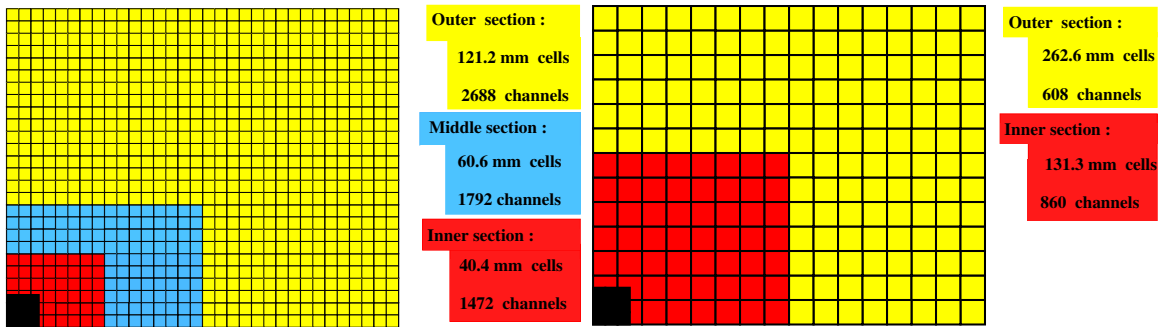 Outer section :
121.2 mm cells
2688 channels
Middle section :
60.6 mm cells
1792 channels
Inner section :
40.4 mm cells
1472 channels
Outer section :
262.6 mm cells
608 channels
Inner section :
131.3 mm cells
860 channels